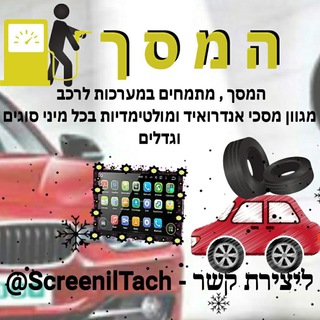 המסך
המסך , מתמחים במערכות לרכב
מגוון מסכי אנדרואיד ומולטימדיות בכל מיני סוגים
וגדלים
ליצירת קשר - @ScreenilTach